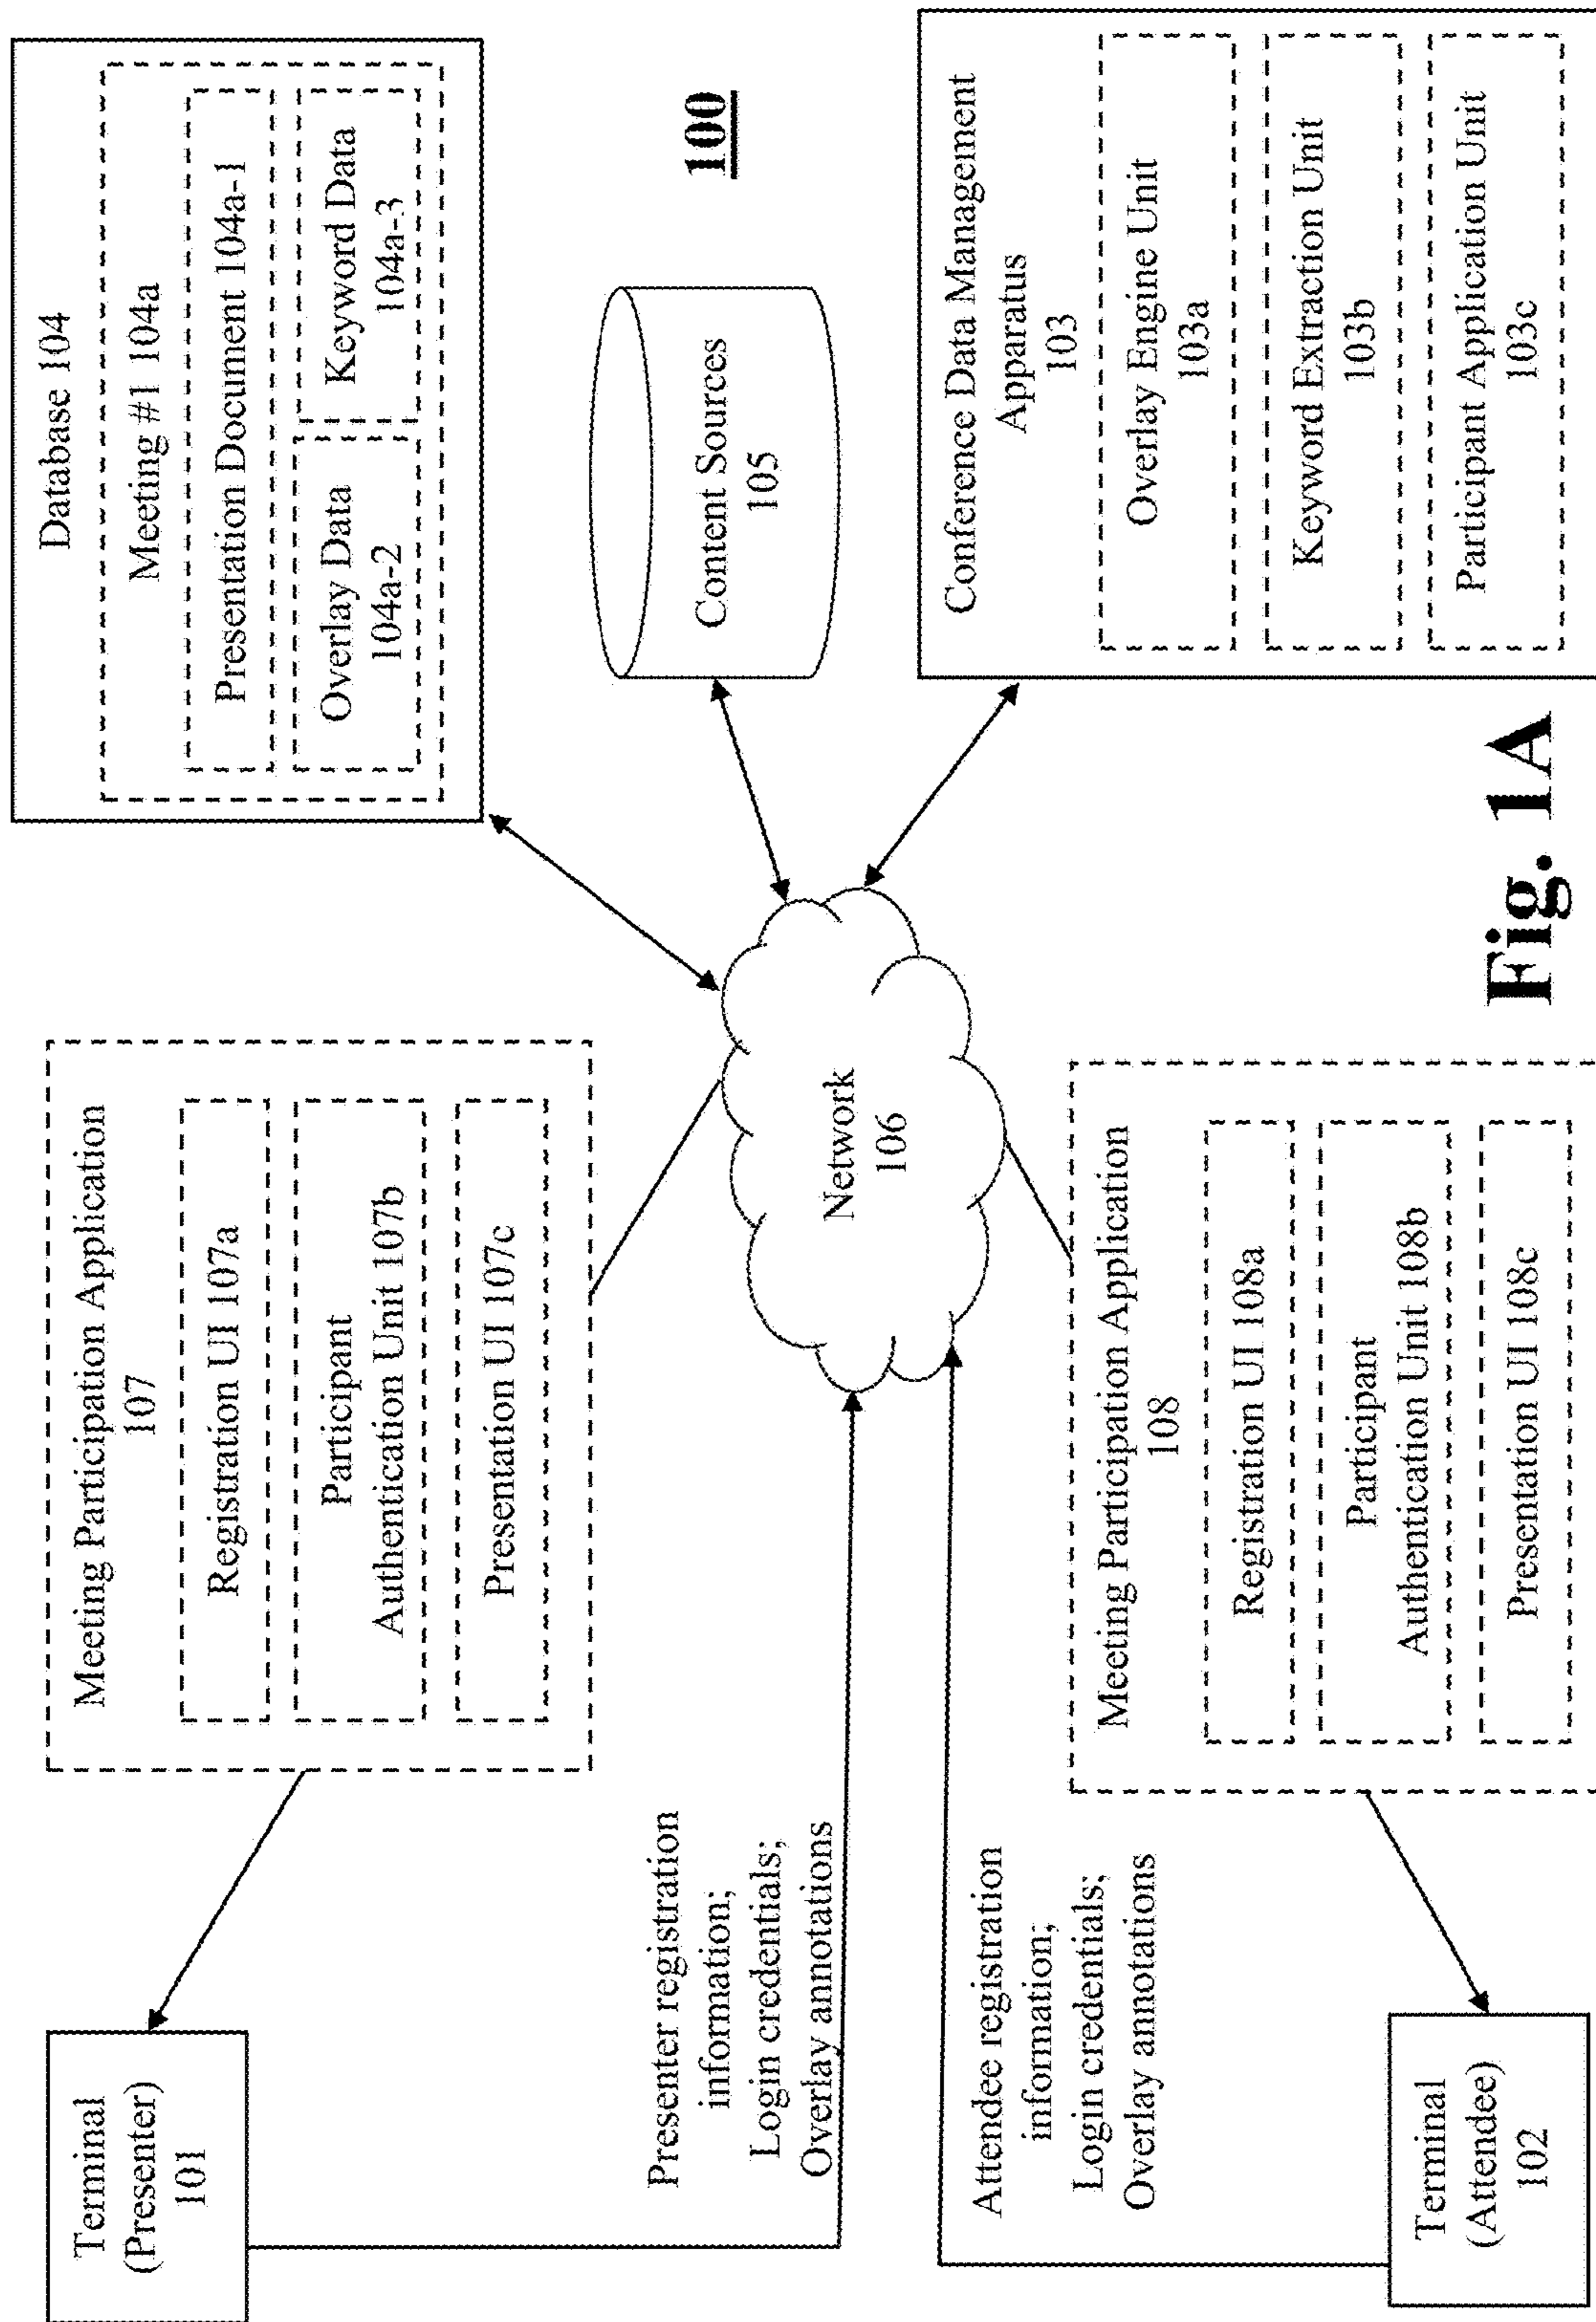 Terminal
(Presenter)
101
Meeting Participation Application
107
Registration UI 107a
Participant
Authentication Unit 107b
Presentation UI 107c
Database 104
Meeting #1 104a
Presentation Document 104a-1
Overlay Data
104a-2
Keyword Data
104a-3
Presenter registration
information;
Login credentials;
Overlay annotations
Network
106
Content Sources
105
100
Attendee registration
information;
Login credentials;
Overlay annotations
Terminal
(Attendee)
102
Meeting Participation Application
108
Registration UI 108a
Participant
Authentication Unit 108b
Presentation UI 108c
Conference Data Management
Apparatus
103
Overlay Engine Unit
103a
Keyword Extraction Unit
103b
Participant Application Unit
103c
Fig. 1A